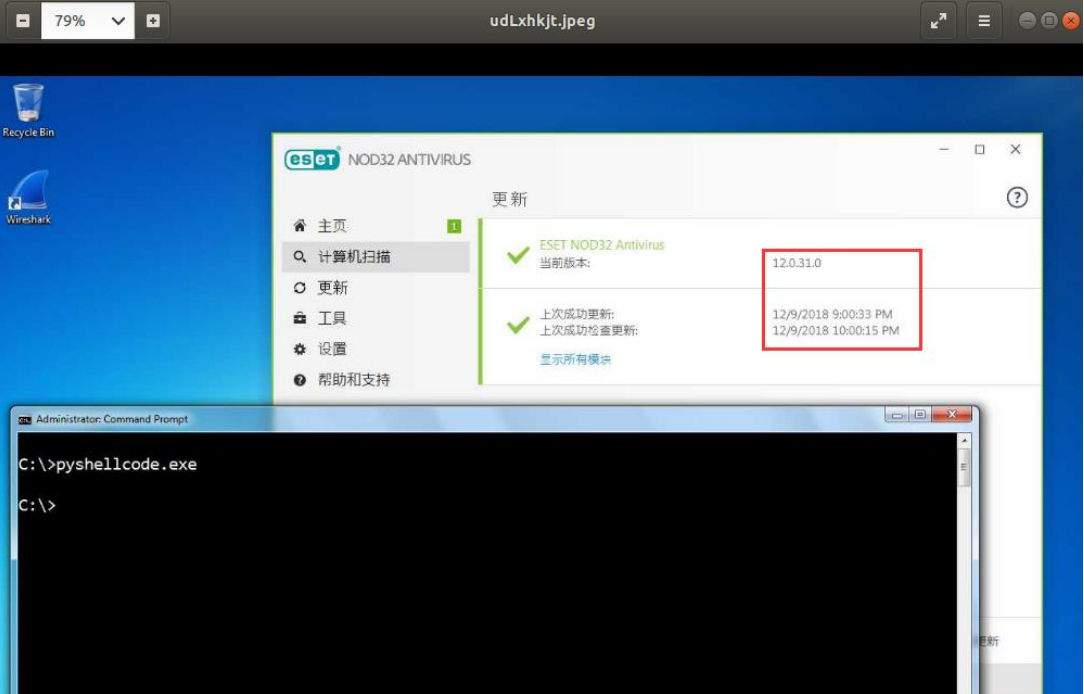 79%
udLxhkjt.jpeg
Recycle Bin
Wireshark
eseT NOD32 ANTIVIRUS
更新
?
主页
1
计算机扫描
更新
工具
设置
帮助和支持
ESET NOD32 Antivirus
当前版本: 12.0.31.0
上次成功更新: 12/9/2018 9:00:33 PM
上次成功检查更新: 12/9/2018 10:00:15 PM
显示所有模块
Administrator: Command Prompt
C:\>pyshellcode.exe
C:\>
更新